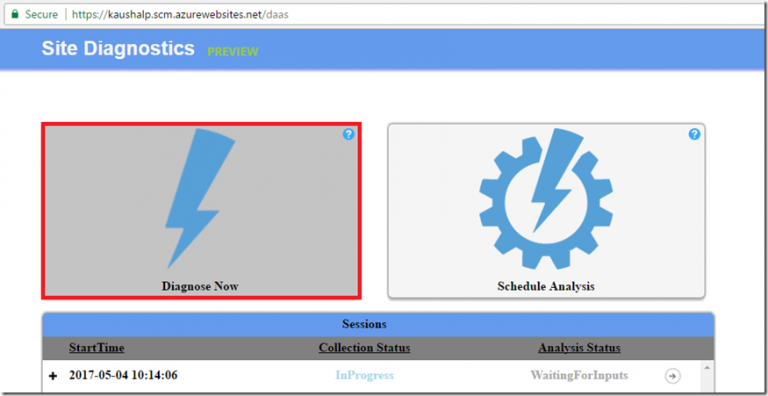 Secure https://kaushalp.scm.azurewebsites.net/daas
Site Diagnostics PREVIEW
?
?
Diagnose Now
Schedule Analysis
Sessions
StartTime Collection Status Analysis Status
2017-05-04 10:14:06 InProgress WaitingForInputs